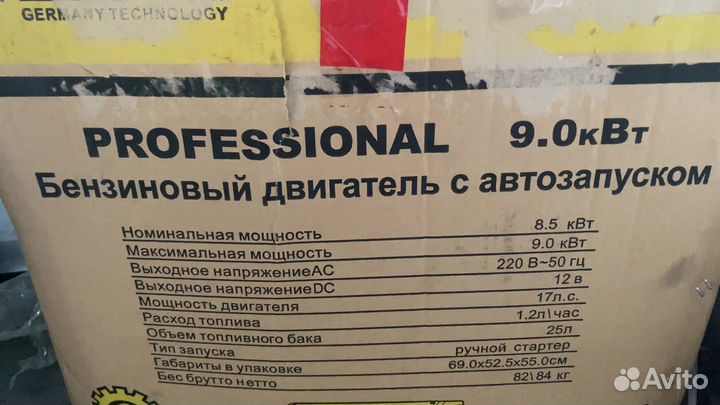 GERMANY TECHNOLOGY
PROFESSIONAL 9.0кВт
Бензиновый двигатель с автозапуском
Номинальная мощность 8.5 кВт
Максимальная мощность 9.0 кВт
Выходное напряжениеAC 220 В~50 гц
Выходное напряжениеDC 12 в
Мощность двигателя 17л.с.
Расход топлива 1.2л\час
Объем топливного бака 25л
Тип запуска ручной стартер
Габариты в упаковке 69.0x52.5x55.0см
Бес брутто нетто 82\84 кг
Avito